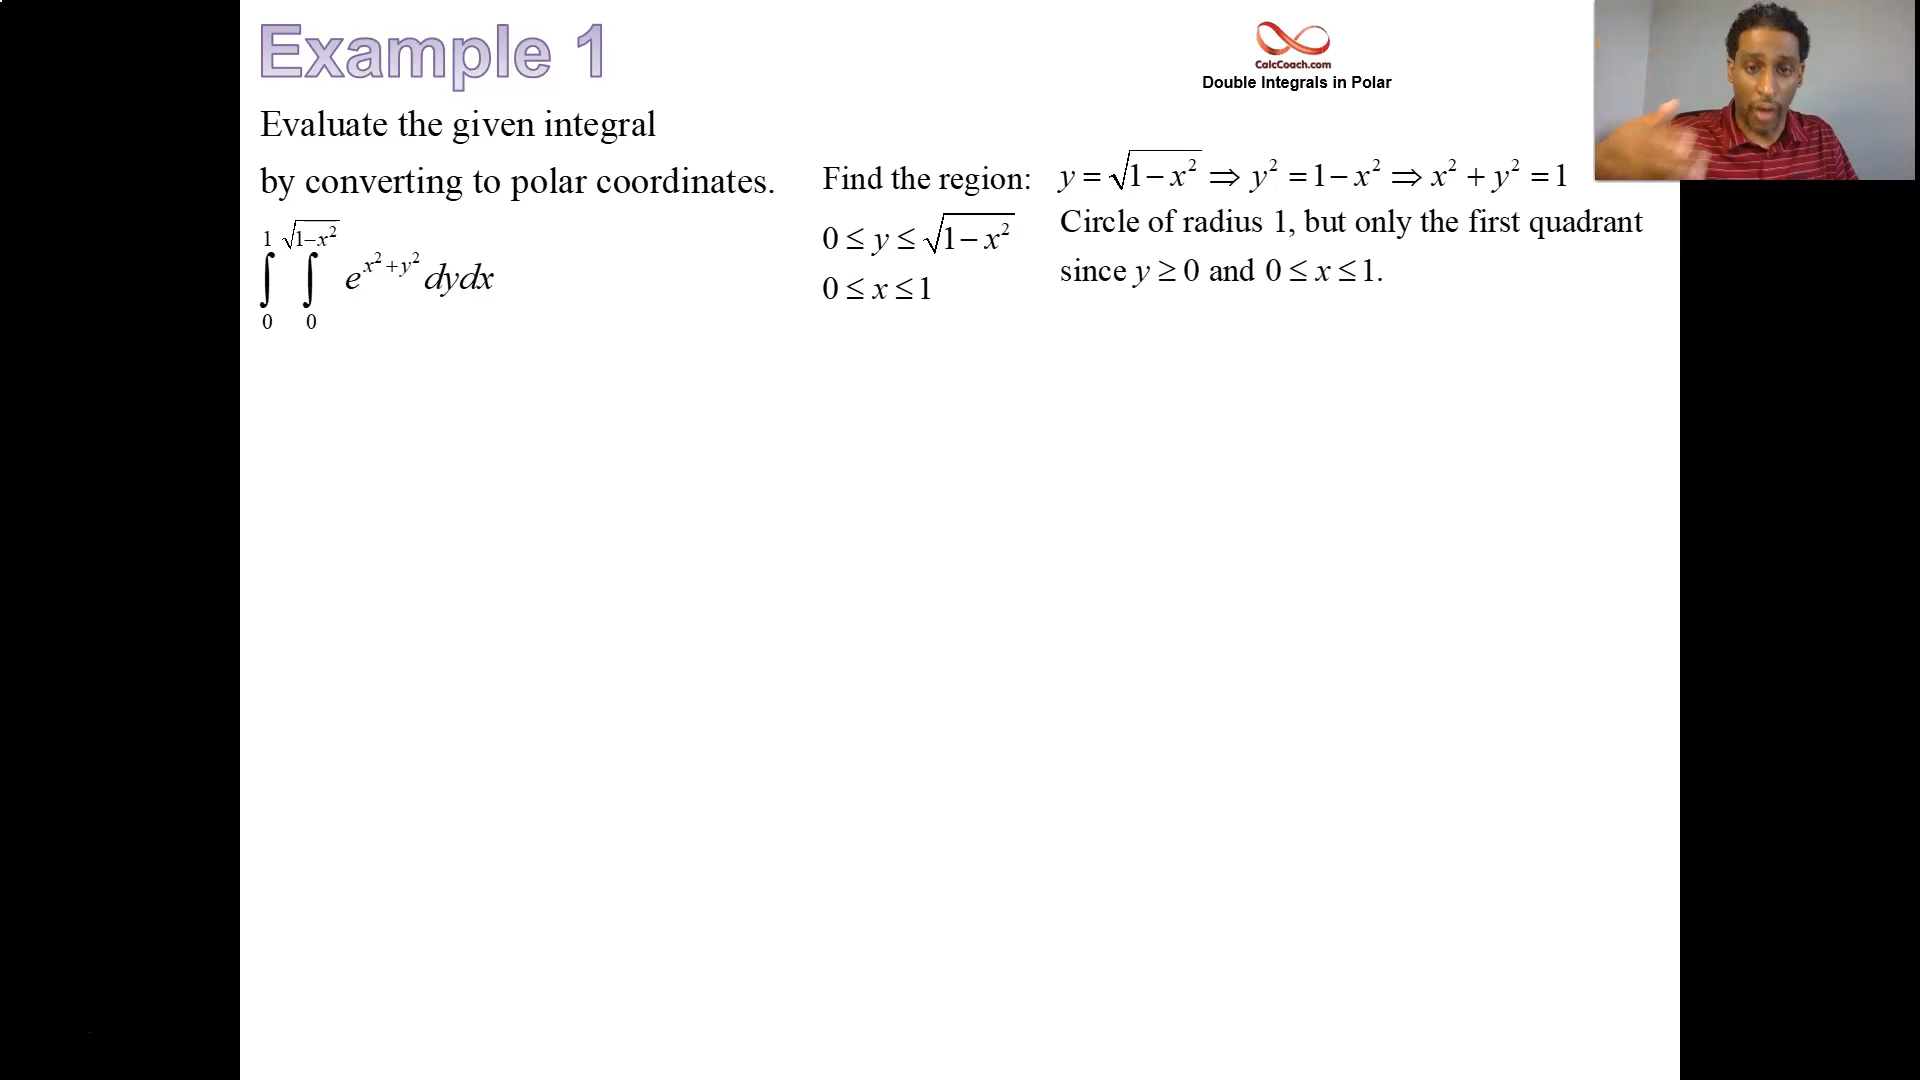 Example 1
CalcCoach.com
Double Integrals in Polar
Evaluate the given integral
by converting to polar coordinates.
∫₀¹ ∫₀^√(1−x²) e^(x²+y²) dydx
Find the region:
0 ≤ y ≤ √(1−x²)
0 ≤ x ≤ 1
y = √(1−x²) ⇒ y² = 1−x² ⇒ x² + y² = 1
Circle of radius 1, but only the first quadrant
since y ≥ 0 and 0 ≤ x ≤ 1.